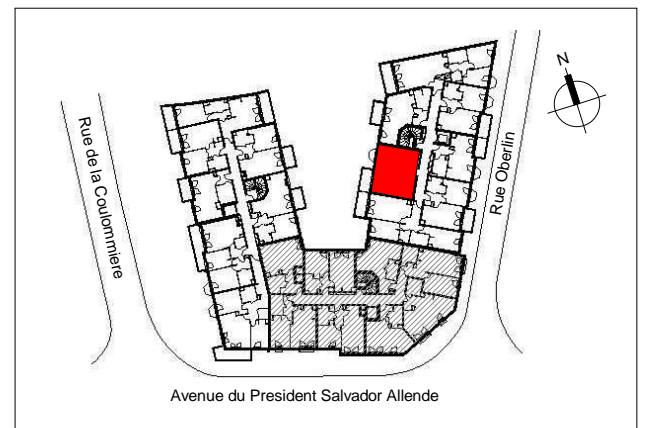 N
Rue de la Coulommiere
Rue Oberlin
Avenue du President Salvador Allende